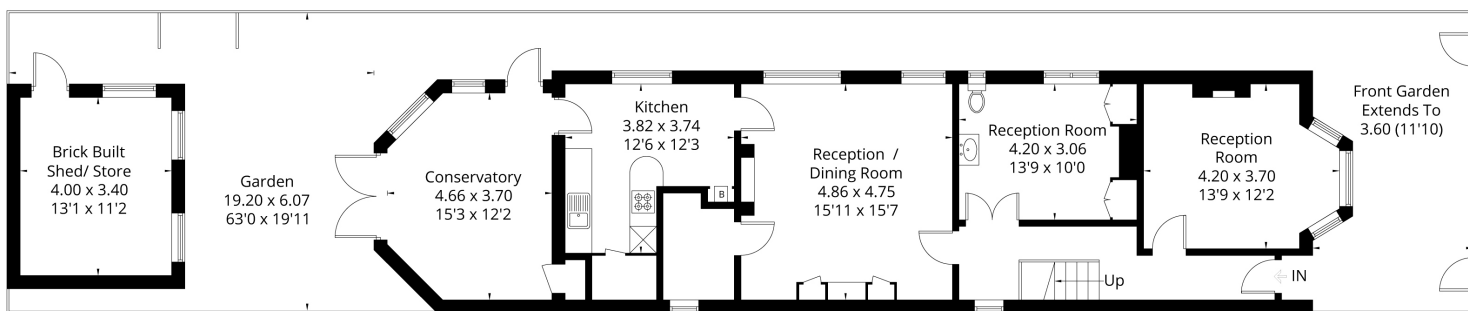 Brick Built
Shed/ Store
4.00 x 3.40
13'1 x 11'2
Garden
19.20 x 6.07
63'0 x 19'11
Conservatory
4.66 x 3.70
15'3 x 12'2
Kitchen
3.82 x 3.74
12'6 x 12'3
B
Reception /
Dining Room
4.86 x 4.75
15'11 x 15'7
Reception Room
4.20 x 3.06
13'9 x 10'0
Reception
Room
4.20 x 3.70
13'9 x 12'2
Up
IN
Front Garden
Extends To
3.60 (11'10)